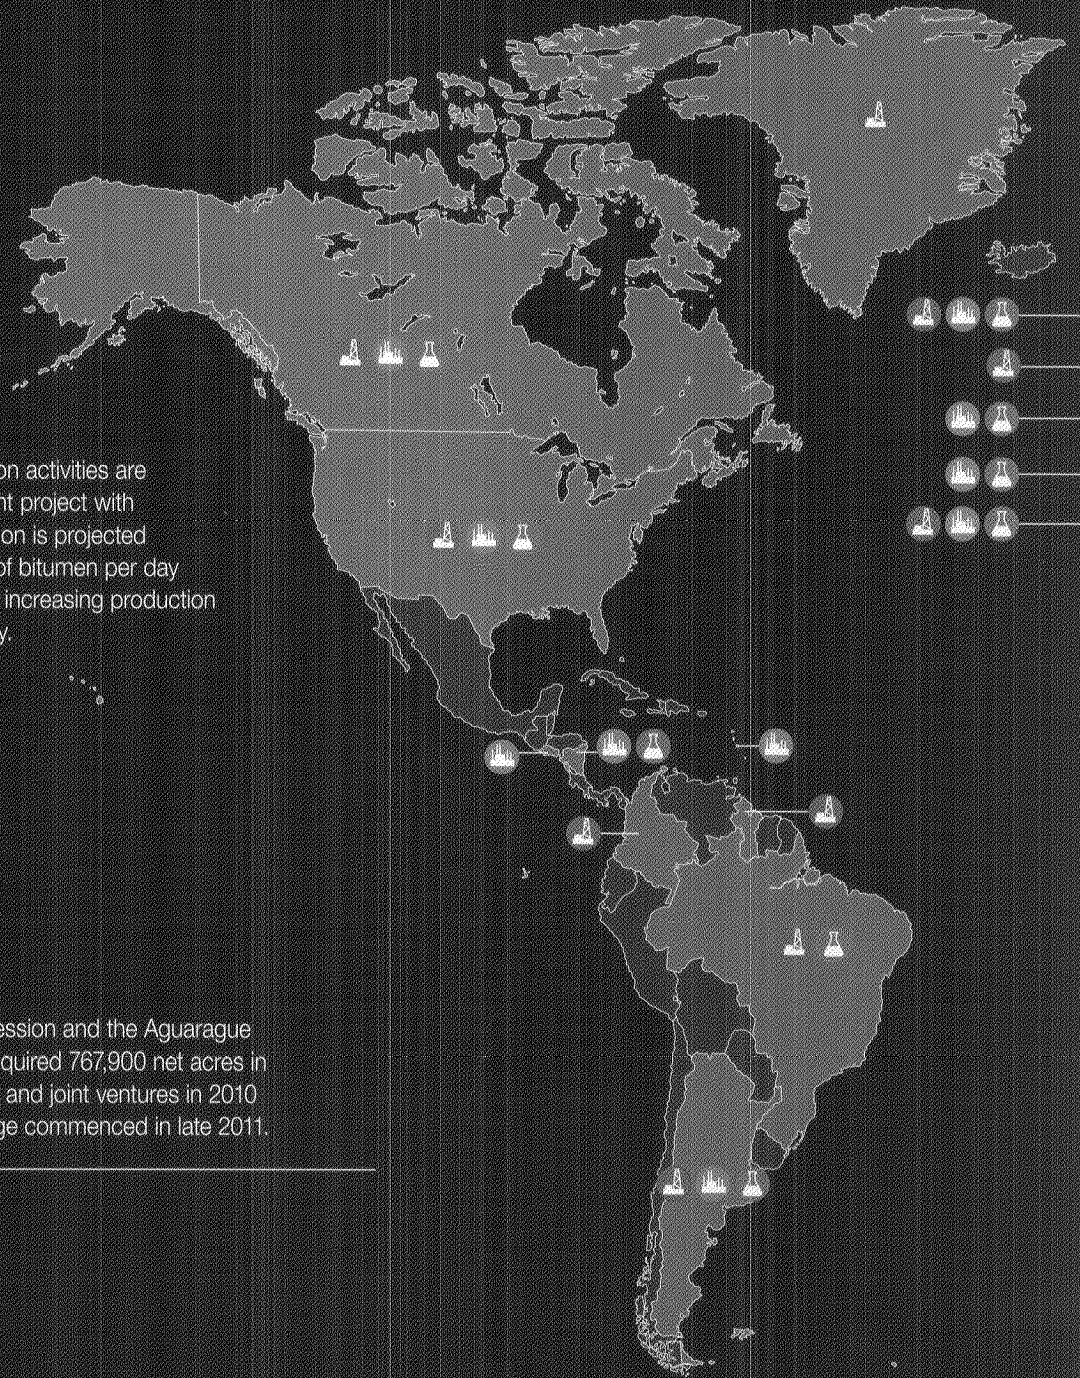 on activities are
nt project with
on is projected
of bitumen per day
increasing production
y.
ession and the Aguarague
quired 767,900 net acres in
and joint ventures in 2010
ge commenced in late 2011.